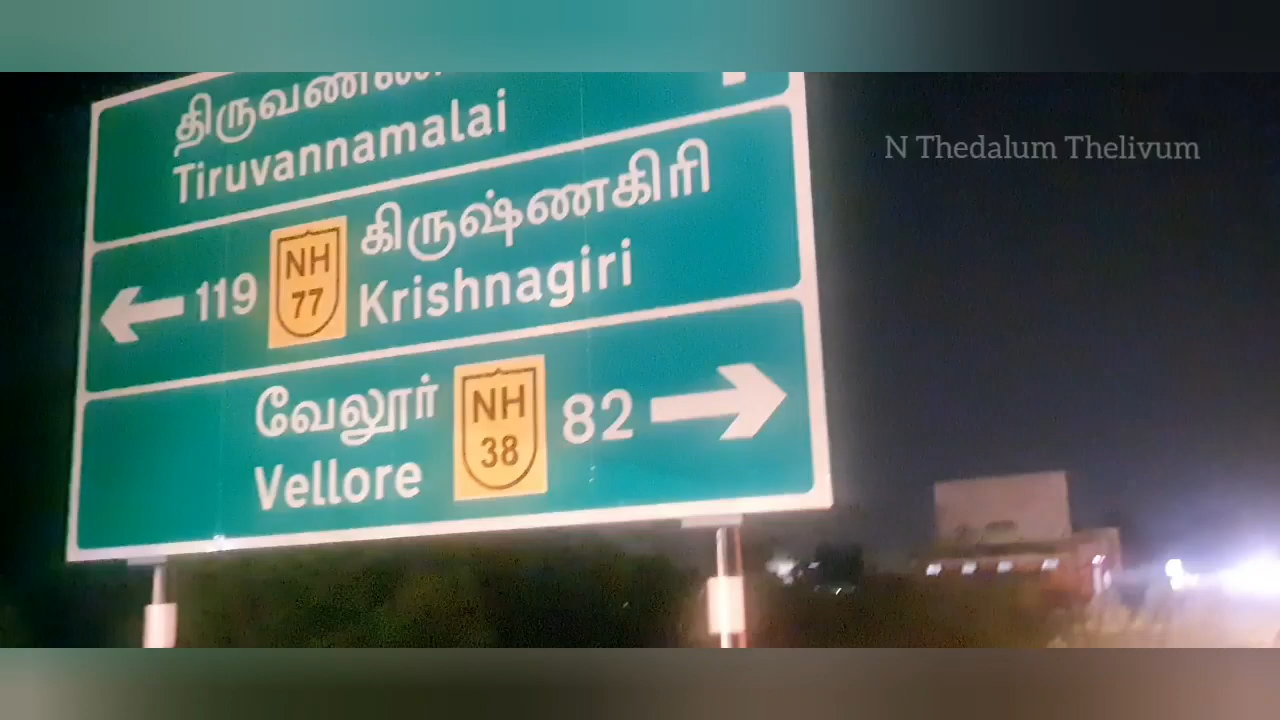 Tiruvannamalai
119 NH 77 கிருஷ்ணகிரி
Krishnagiri
வேலூர் NH 38 82
Vellore
N Thedalum Thelivum